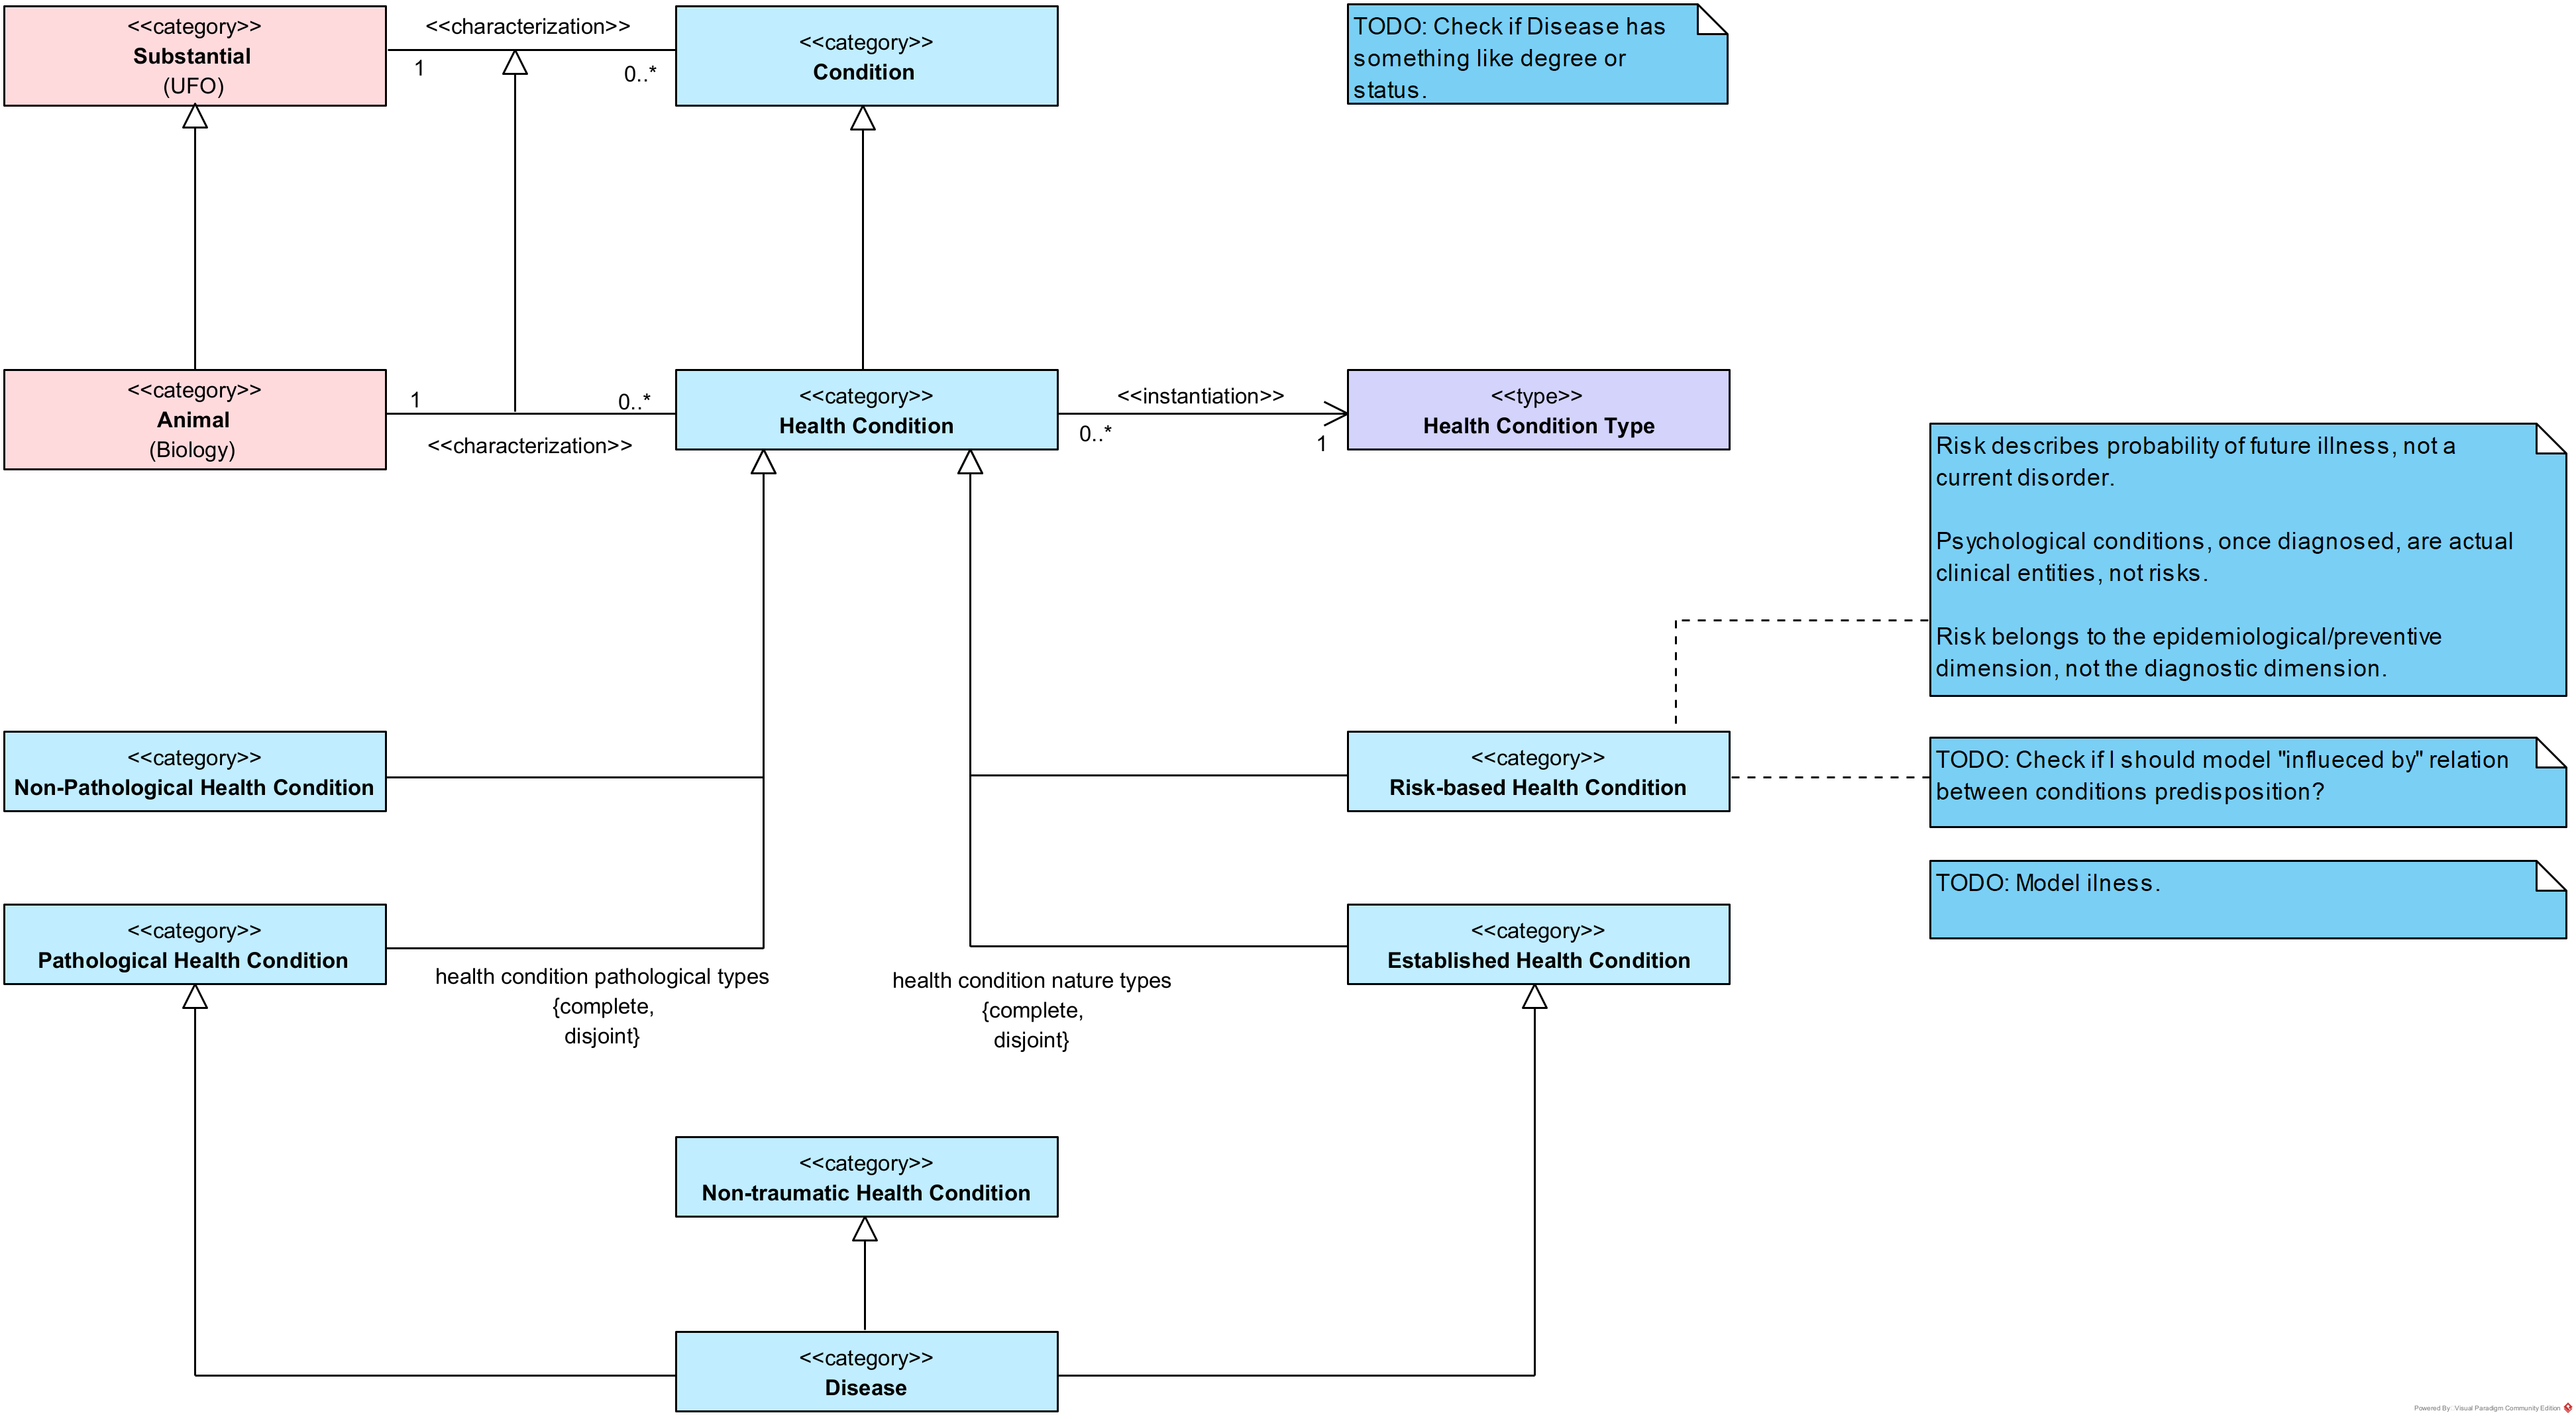 <<category>>
Substantial
(UFO)
<<characterization>>
1
0..*
<<category>>
Condition
TODO: Check if Disease has
something like degree or
status.
<<category>>
Animal
(Biology)
1
0..*
<<characterization>>
<<category>>
Health Condition
<<instantiation>>
0..*
1
<<type>>
Health Condition Type
Risk describes probability of future illness, not a
current disorder.
Psychological conditions, once diagnosed, are actual
clinical entities, not risks.
Risk belongs to the epidemiological/preventive
dimension, not the diagnostic dimension.
<<category>>
Non-Pathological Health Condition
<<category>>
Risk-based Health Condition
TODO: Check if I should model "influeced by" relation
between conditions predisposition?
TODO: Model ilness.
<<category>>
Pathological Health Condition
<<category>>
Established Health Condition
health condition pathological types
{complete,
disjoint}
health condition nature types
{complete,
disjoint}
<<category>>
Non-traumatic Health Condition
<<category>>
Disease
Powered By: Visual Paradigm Community Edition